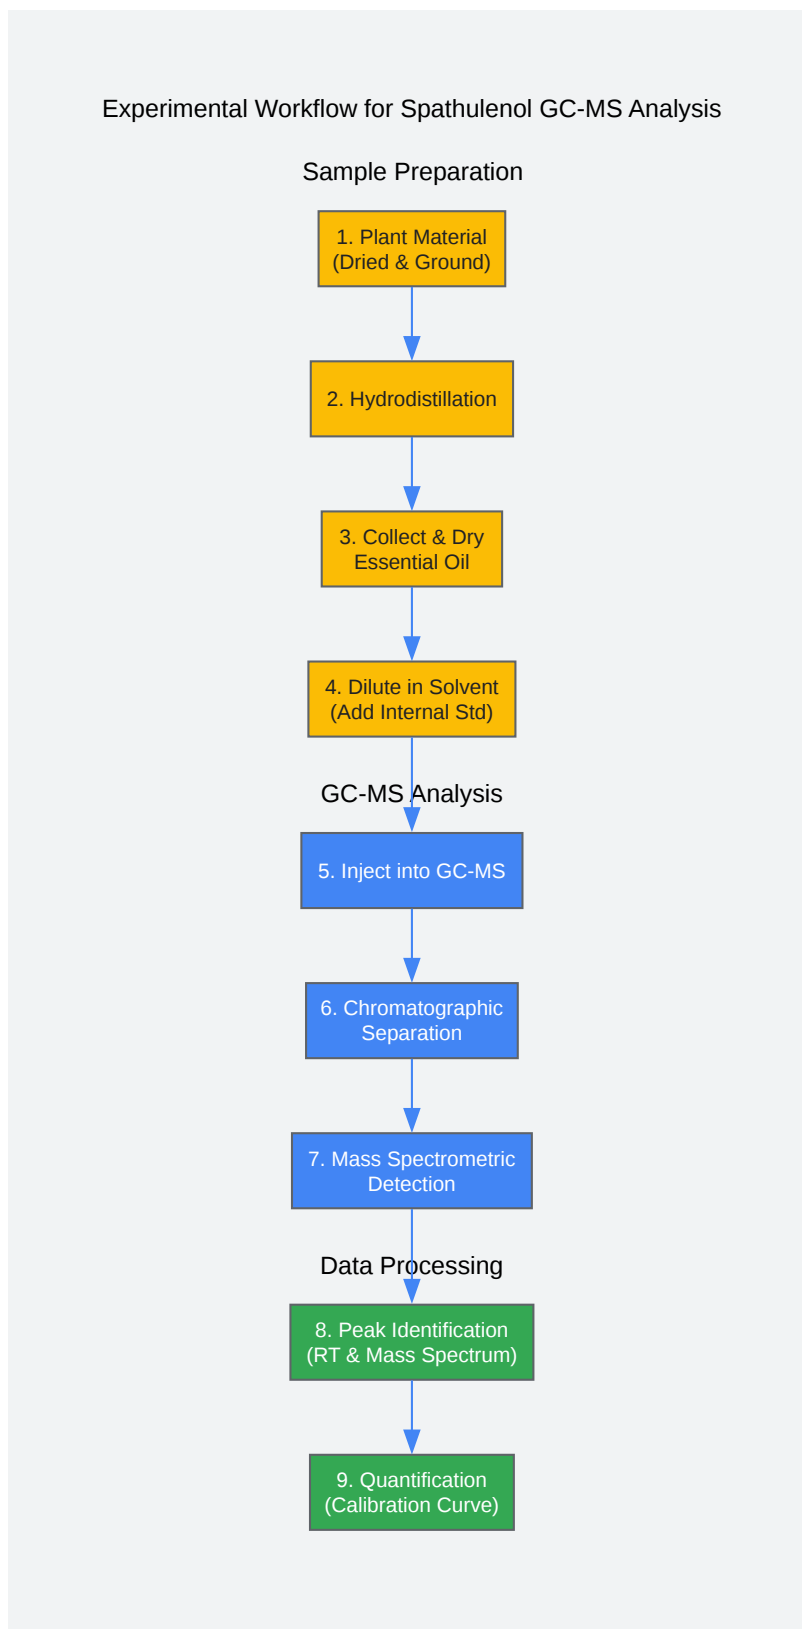 Experimental Workflow for Spathulenol GC-MS Analysis
Sample Preparation
1. Plant Material
(Dried & Ground)
2. Hydrodistillation
3. Collect & Dry
Essential Oil
4. Dilute in Solvent
(Add Internal Std)
GC-MS Analysis
5. Inject into GC-MS
6. Chromatographic
Separation
7. Mass Spectrometric
Detection
Data Processing
8. Peak Identification
(RT & Mass Spectrum)
9. Quantification
(Calibration Curve)